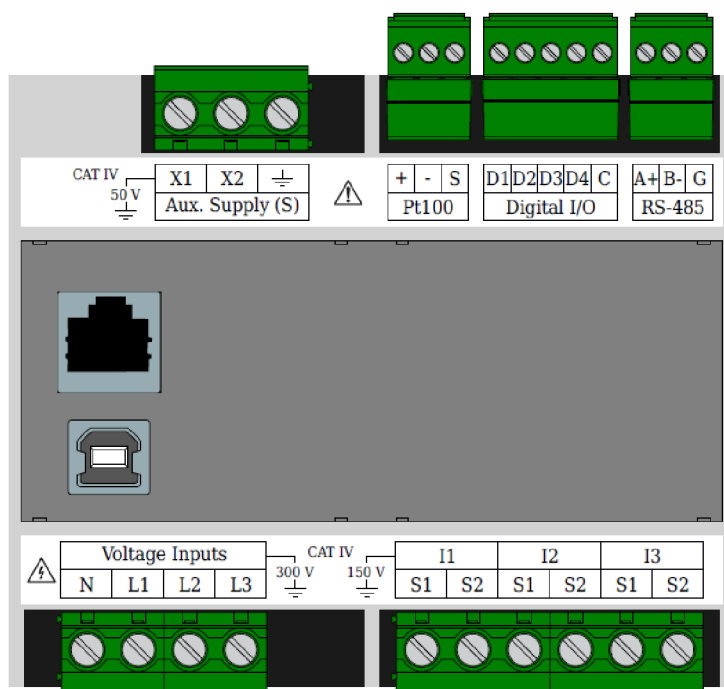 CAT IV
50 V
X1 X2
Aux. Supply (S)
+ - S
Pt100
D1 D2 D3 D4 C
Digital I/O
A+ B- G
RS-485
Voltage Inputs
N L1 L2 L3
CAT IV
300 V 150 V
I1 I2 I3
S1 S2 S1 S2 S1 S2